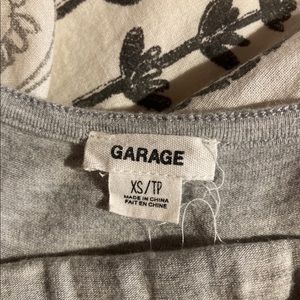 GARAGE
XS/TP
MADE IN CHINA
FAIT EN CHINE